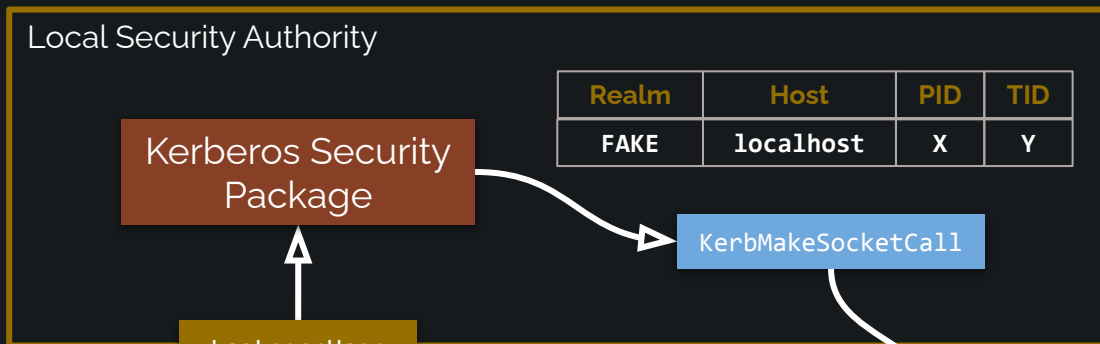 Local Security Authority
Realm Host PID TID
FAKE localhost X Y
Kerberos Security
Package
KerbMakeSocketCall